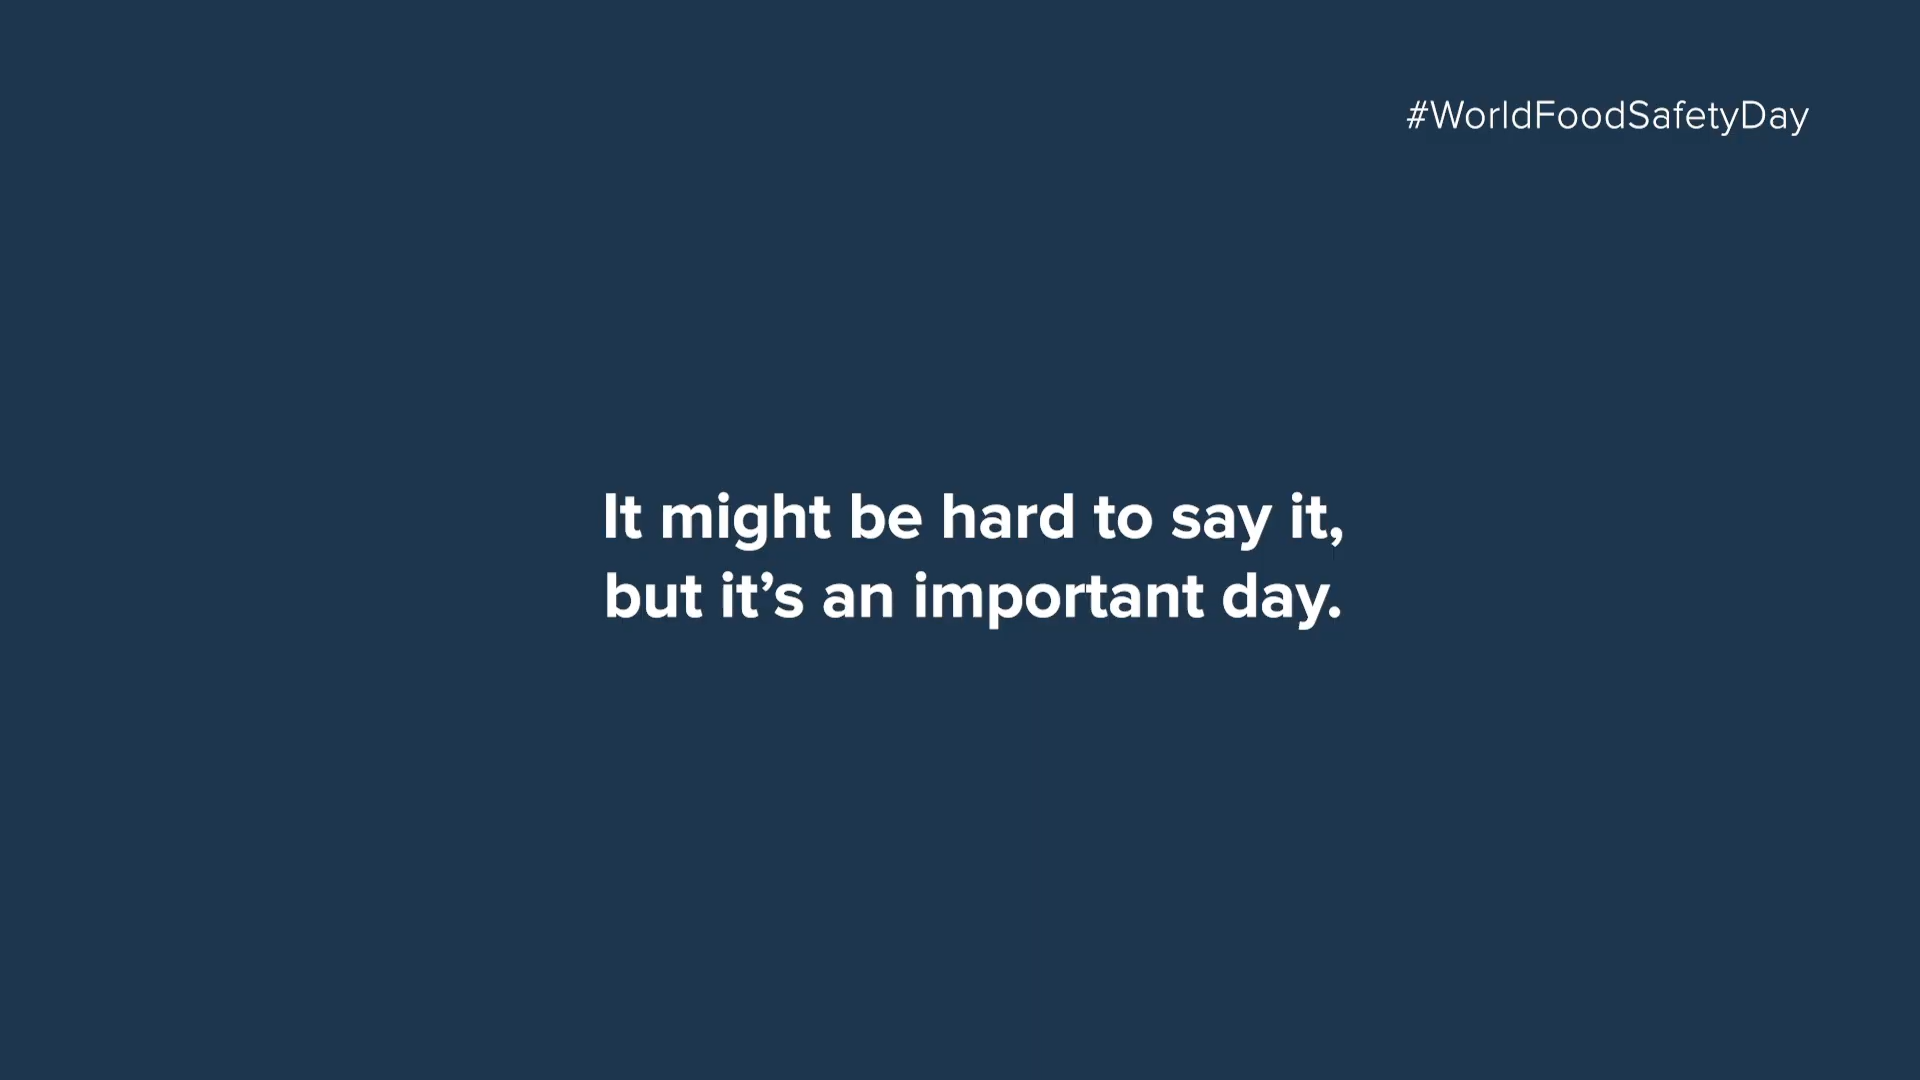 #WorldFoodSafetyDay
It might be hard to say it,
but it’s an important day.